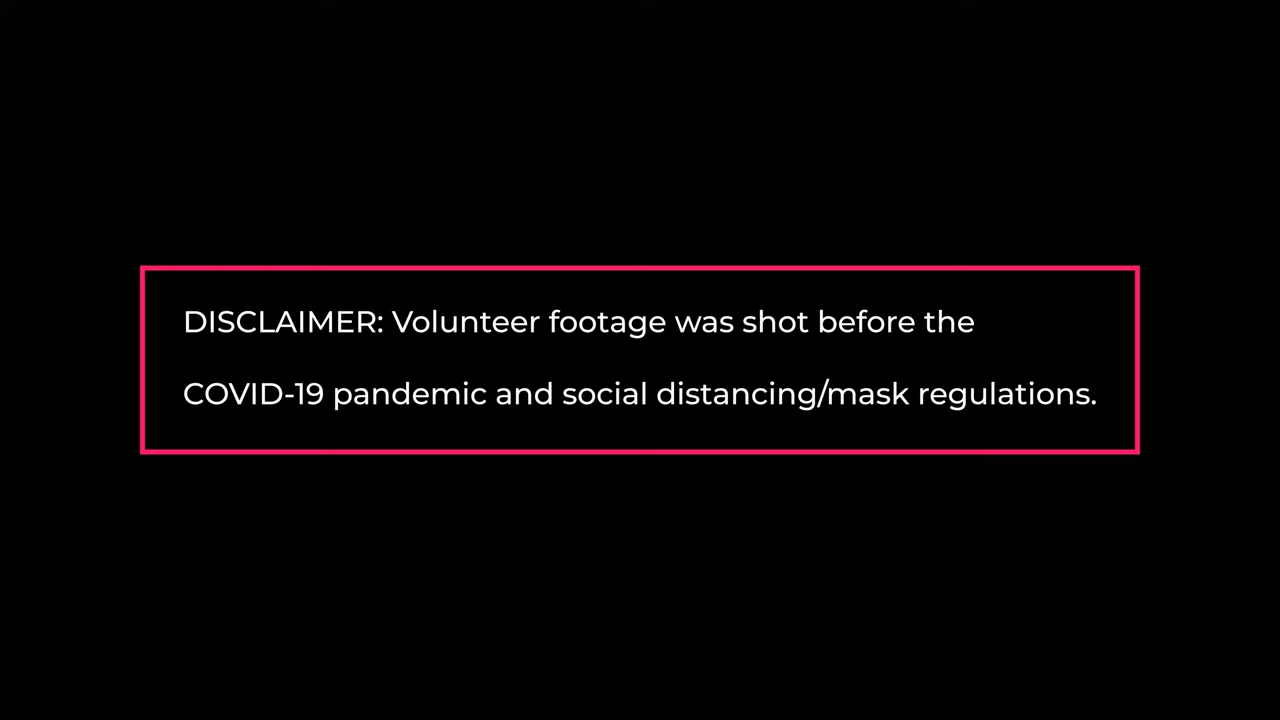 DISCLAIMER: Volunteer footage was shot before the
COVID-19 pandemic and social distancing/mask regulations.